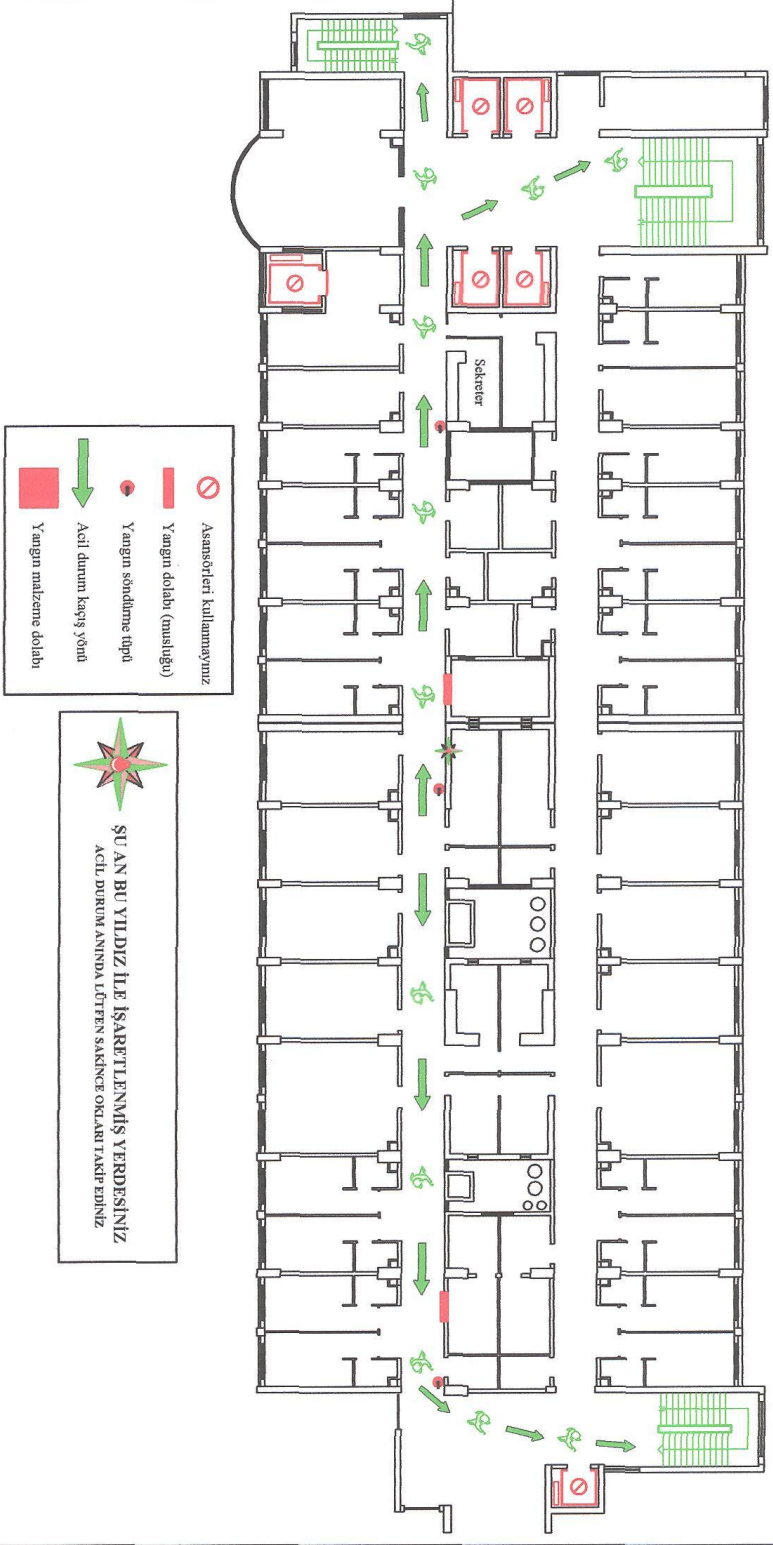 Sekreter
Asansörleri kullanmayınız
Yangın dolabı (musluğu)
Yangın söndürme tüpü
Acil durum kaçış yönü
Yangın malzeme dolabı
ŞU AN BU YILDIZ İLE İŞARETLENMİŞ YERDESİNİZ
ACİL DURUM ANINDA LÜTFEN SAKİNCE OKLARI TAKİP EDİNİZ